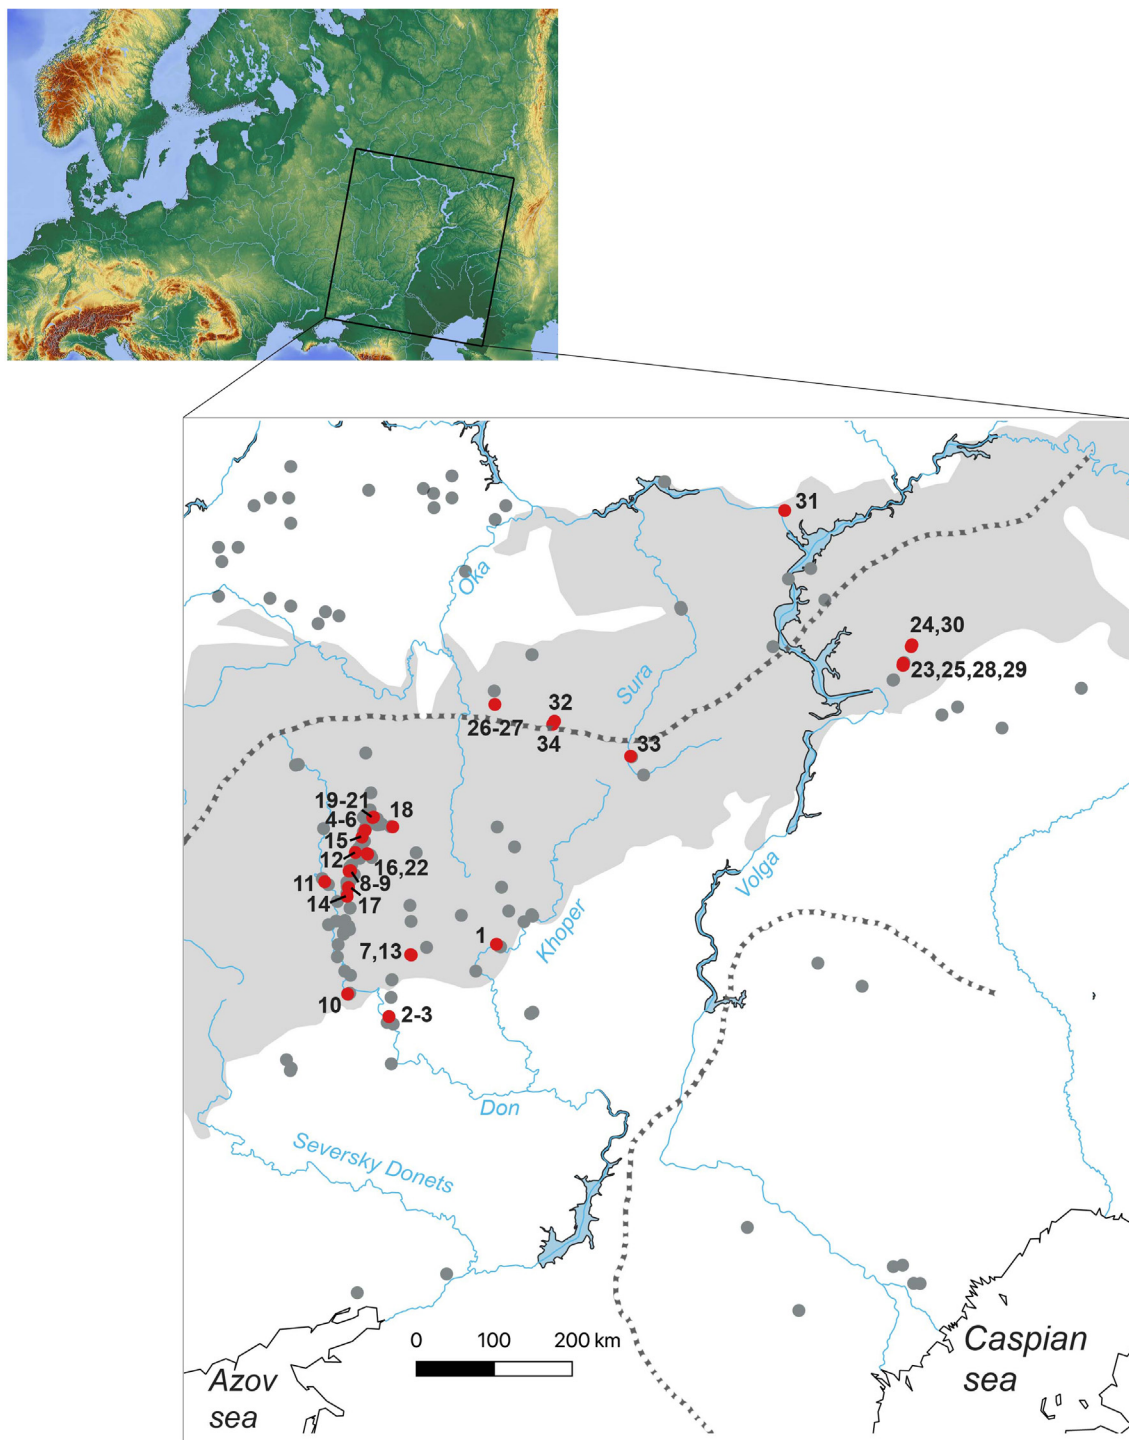 31
Oka
24,30
23,25,28,29
Sura
26-27
32
34
33
19-21
4-6
15
12
11
14
18
16,22
8-9
17
Volga
Khoper
1
7,13
10
2-3
Don
Seversky Donets
0 100 200 km
Azov
sea
Caspian
sea